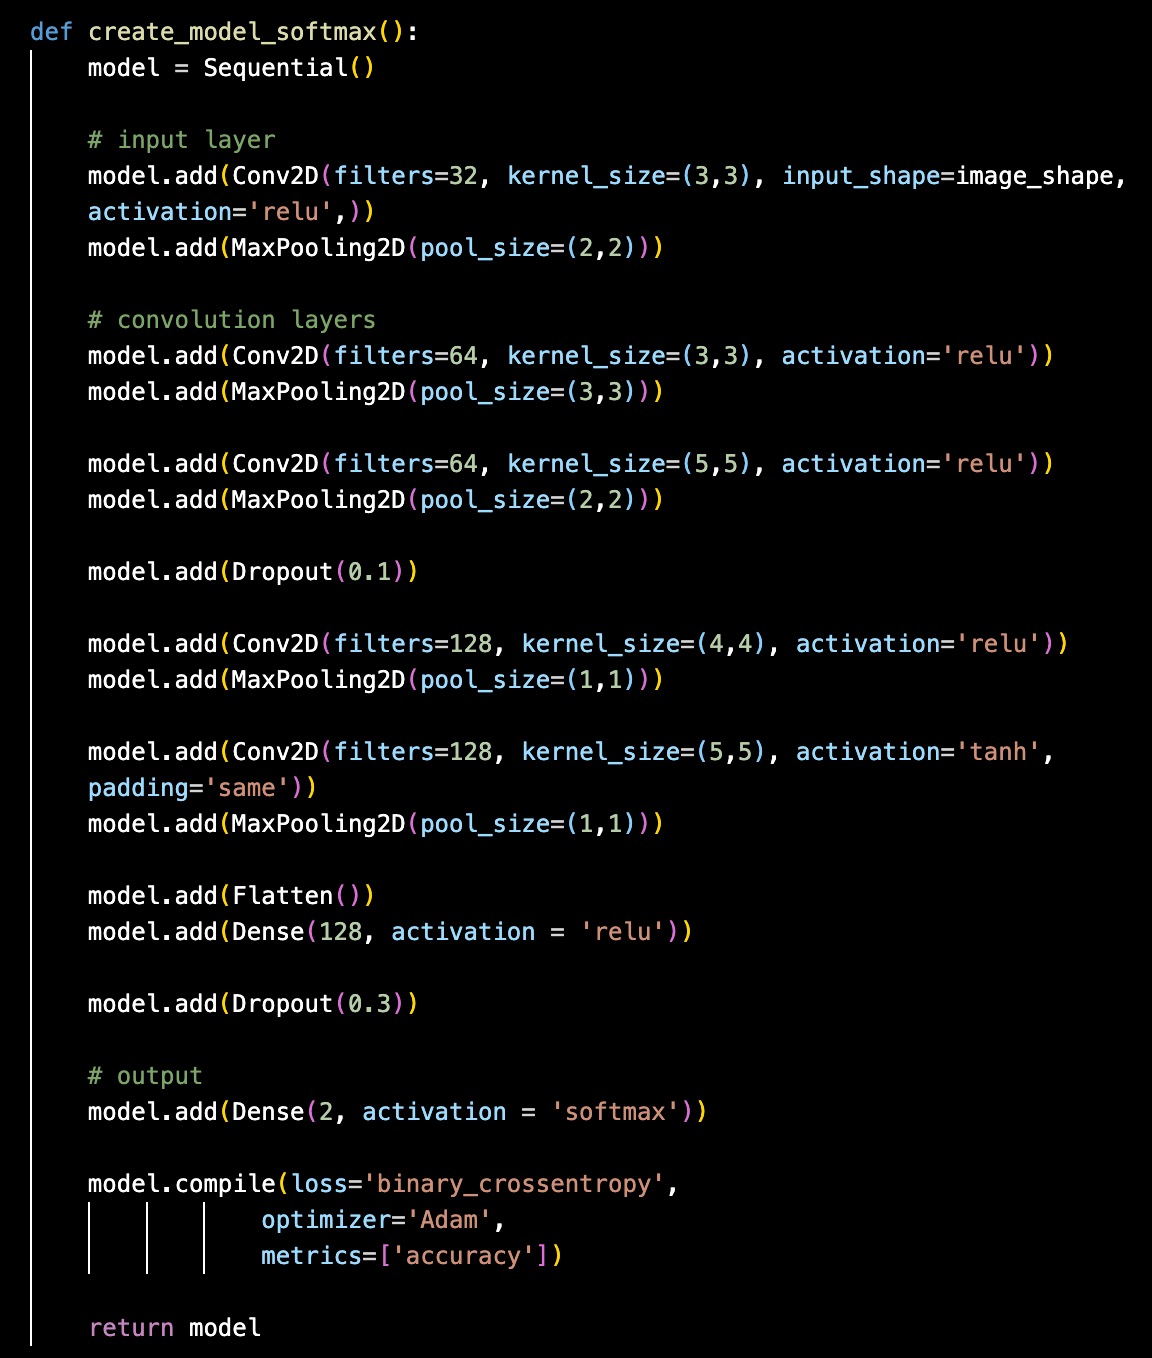 def create_model_softmax():
    model = Sequential()

    # input layer
    model.add(Conv2D(filters=32, kernel_size=(3,3), input_shape=image_shape,
    activation='relu',))
    model.add(MaxPooling2D(pool_size=(2,2)))

    # convolution layers
    model.add(Conv2D(filters=64, kernel_size=(3,3), activation='relu'))
    model.add(MaxPooling2D(pool_size=(3,3)))

    model.add(Conv2D(filters=64, kernel_size=(5,5), activation='relu'))
    model.add(MaxPooling2D(pool_size=(2,2)))

    model.add(Dropout(0.1))

    model.add(Conv2D(filters=128, kernel_size=(4,4), activation='relu'))
    model.add(MaxPooling2D(pool_size=(1,1)))

    model.add(Conv2D(filters=128, kernel_size=(5,5), activation='tanh',
    padding='same'))
    model.add(MaxPooling2D(pool_size=(1,1)))

    model.add(Flatten())
    model.add(Dense(128, activation = 'relu'))

    model.add(Dropout(0.3))

    # output
    model.add(Dense(2, activation = 'softmax'))

    model.compile(loss='binary_crossentropy',
                optimizer='Adam',
                metrics=['accuracy'])

    return model